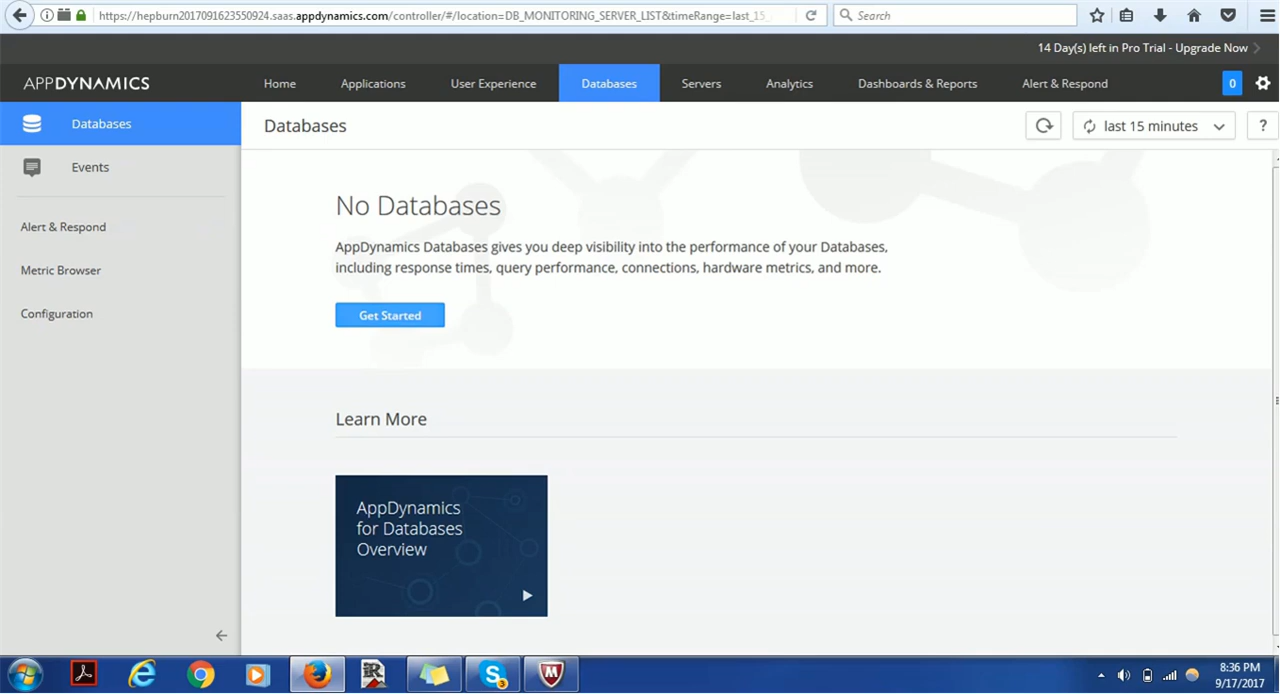 https://hepburn2017091623550924.saas.appdynamics.com/controller/#/location=DB_MONITORING_SERVER_LIST&timeRange=last_15_
Search
14 Day(s) left in Pro Trial - Upgrade Now
APPDYNAMICS
Home
Applications
User Experience
Databases
Servers
Analytics
Dashboards & Reports
Alert & Respond
0
Databases
Events
Alert & Respond
Metric Browser
Configuration
Databases
last 15 minutes
?
No Databases
AppDynamics Databases gives you deep visibility into the performance of your Databases,
including response times, query performance, connections, hardware metrics, and more.
Get Started
Learn More
AppDynamics
for Databases
Overview
S
3
M
8:36 PM
9/17/2017